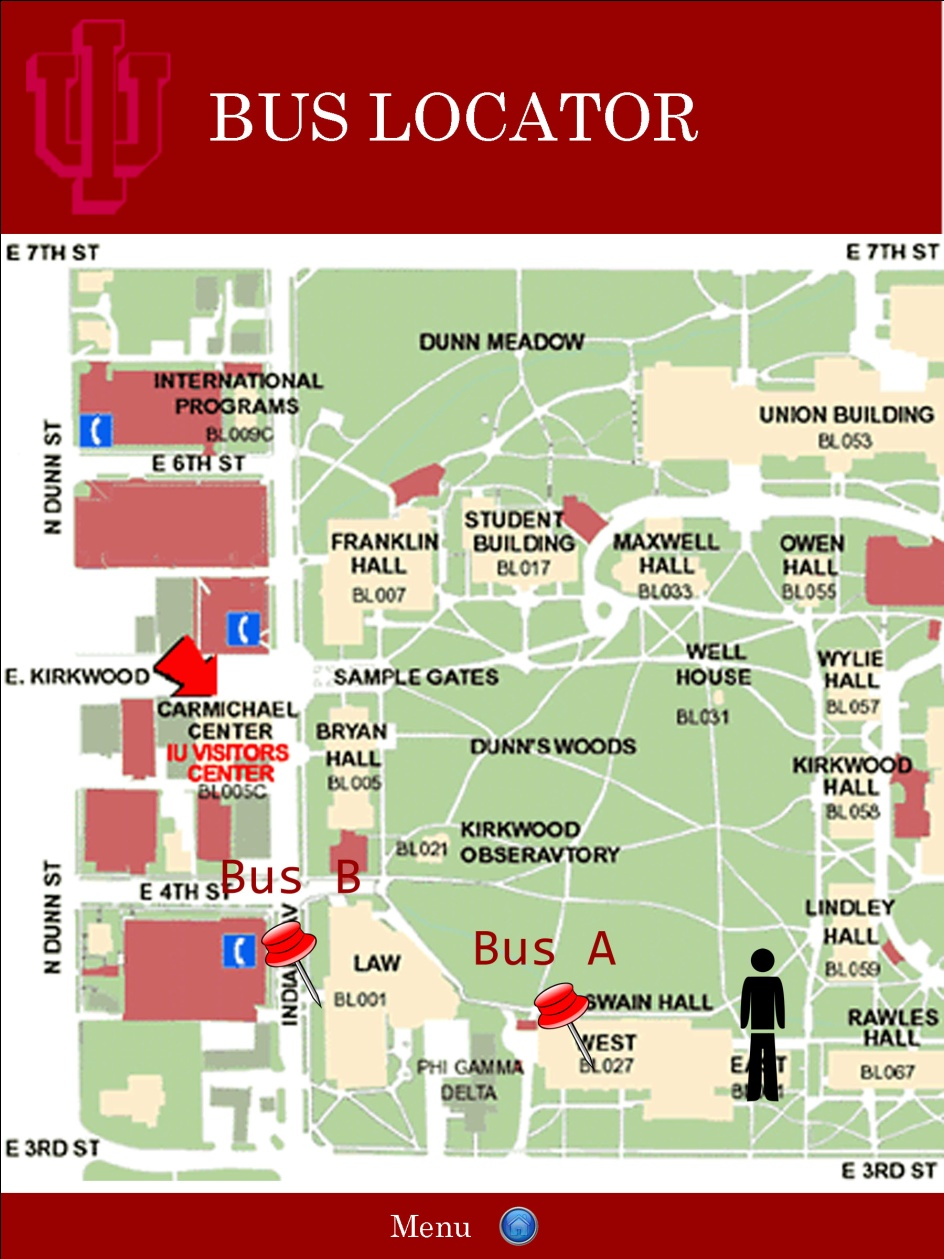 BUS LOCATOR
E 7TH ST
E 7TH ST
DUNN MEADOW
INTERNATIONAL
PROGRAMS
BL009C
UNION BUILDING
BL053
N DUNN ST
E 6TH ST
STUDENT
BUILDING
BL017
FRANKLIN
HALL
BL007
MAXWELL
HALL
BL033
OWEN
HALL
BL055
E. KIRKWOOD
SAMPLE GATES
WELL
HOUSE
BL031
WYLIE
HALL
BL057
CARMICHAEL
CENTER
IU VISITORS
CENTER
BL005C
BRYAN
HALL
BL005
DUNN'S WOODS
KIRKWOOD
HALL
BL058
BL021
KIRKWOOD
OBSERAVTORY
Bus B
E 4TH ST
N DUNN ST
LINDLEY
HALL
BL059
Bus A
LAW
BL001
SWAIN HALL
WEST
BL027
RAWLES
HALL
BL067
PHI GAMMA
DELTA
E 3RD ST
E 3RD ST
Menu